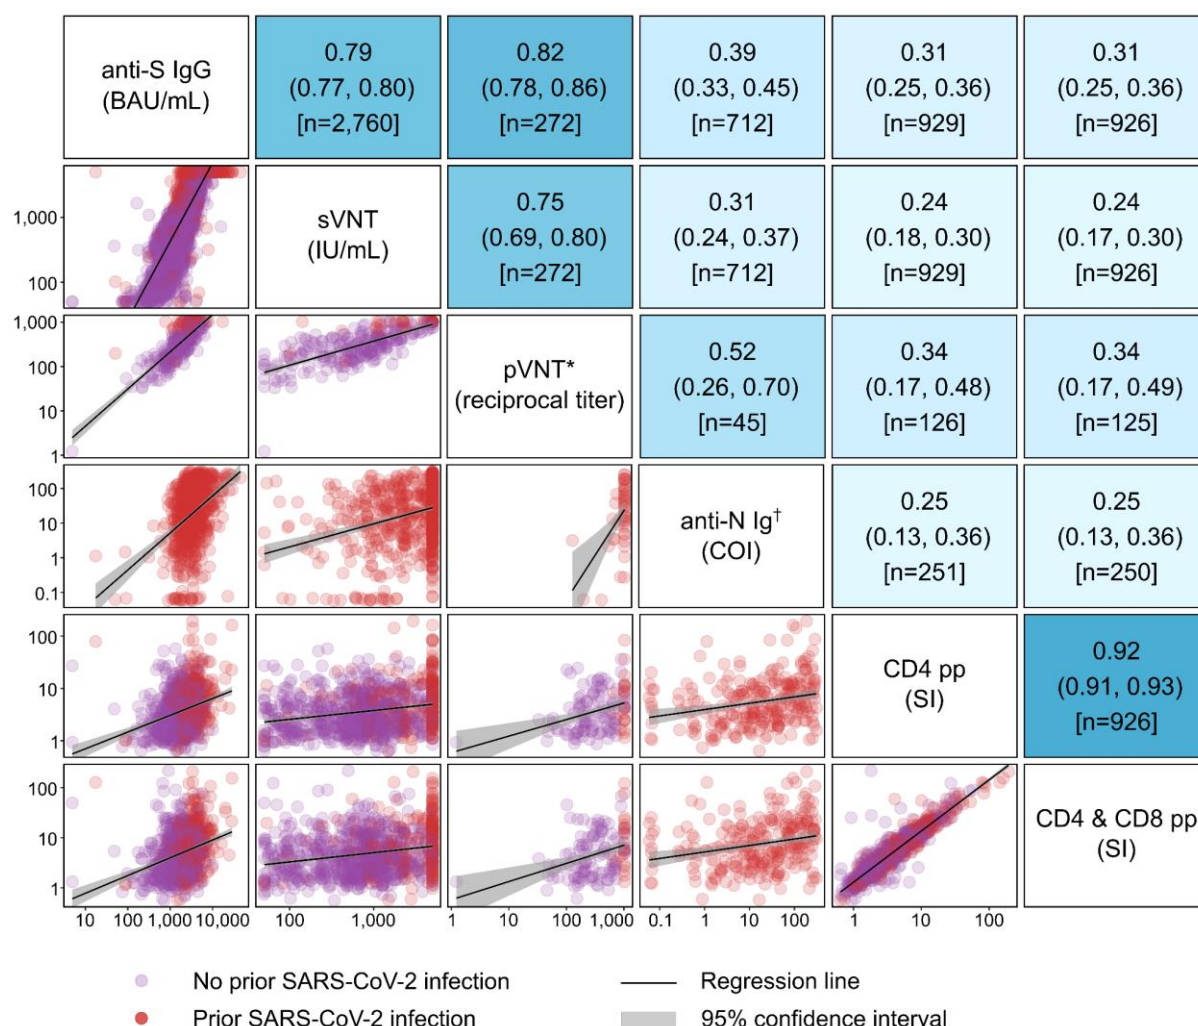 anti-S IgG
(BAU/mL)
0.79
(0.77, 0.80)
[n=2,760]
0.82
(0.78, 0.86)
[n=272]
0.39
(0.33, 0.45)
[n=712]
0.31
(0.25, 0.36)
[n=929]
0.31
(0.25, 0.36)
[n=926]
1,000
100
sVNT
(IU/mL)
0.75
(0.69, 0.80)
[n=272]
0.31
(0.24, 0.37)
[n=712]
0.24
(0.18, 0.30)
[n=929]
0.24
(0.17, 0.30)
[n=926]
1,000
100
10
1
pVNT*
(reciprocal titer)
0.52
(0.26, 0.70)
[n=45]
0.34
(0.17, 0.48)
[n=126]
0.34
(0.17, 0.49)
[n=125]
100
10
1
0.1
anti-N Ig†
(COI)
0.25
(0.13, 0.36)
[n=251]
0.25
(0.13, 0.36)
[n=250]
100
10
1
CD4 pp
(SI)
0.92
(0.91, 0.93)
[n=926]
100
10
1
CD4 & CD8 pp
(SI)
10 100 1,000 10,000
100 1,000
1 10 100 1,000
0.1 1 10 100
1 10 100
No prior SARS-CoV-2 infection
Regression line
Prior SARS-CoV-2 infection
95% confidence interval